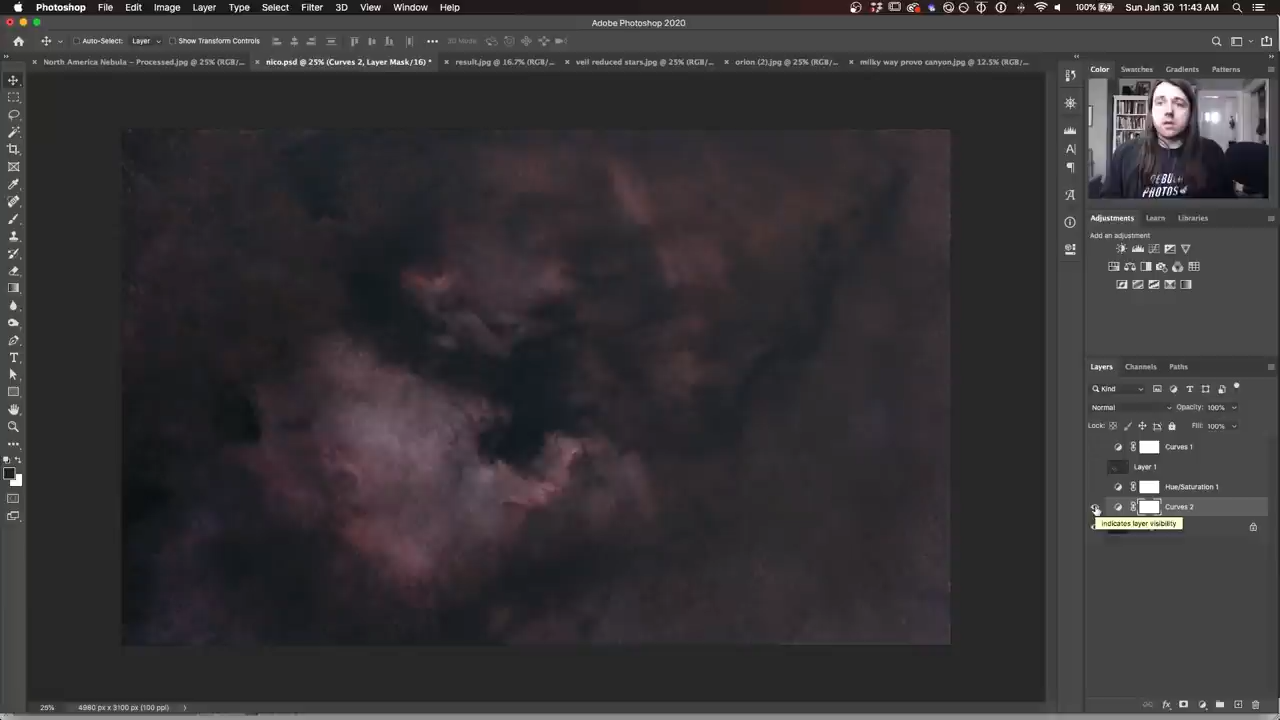 Photoshop File Edit Image Layer Type Select Filter 3D View Window Help
100% Sun Jan 30 11:43 AM
Adobe Photoshop 2020
Auto-Select: Layer Show Transform Controls 3D Mode:
North America Nebula – Processed.jpg @ 25% (RGB/... nico.psd @ 25% (Curves 2, Layer Mask/16) * result.jpg @ 16.7% (RGB/... veil reduced stars.jpg @ 25% (RGB/... orion (2).jpg @ 25% (RGB/... milky way provo canyon.jpg @ 12.5% (RGB/...
Color Swatches Gradients Patterns
PHOTOS
Adjustments Learn Libraries
Add an adjustment
Layers Channels Paths
Kind
Normal Opacity: 100%
Lock: Fill: 100%
Curves 1
Layer 1
Hue/Saturation 1
Curves 2
Indicates layer visibility
25% 4980 px x 3100 px (100 ppi)